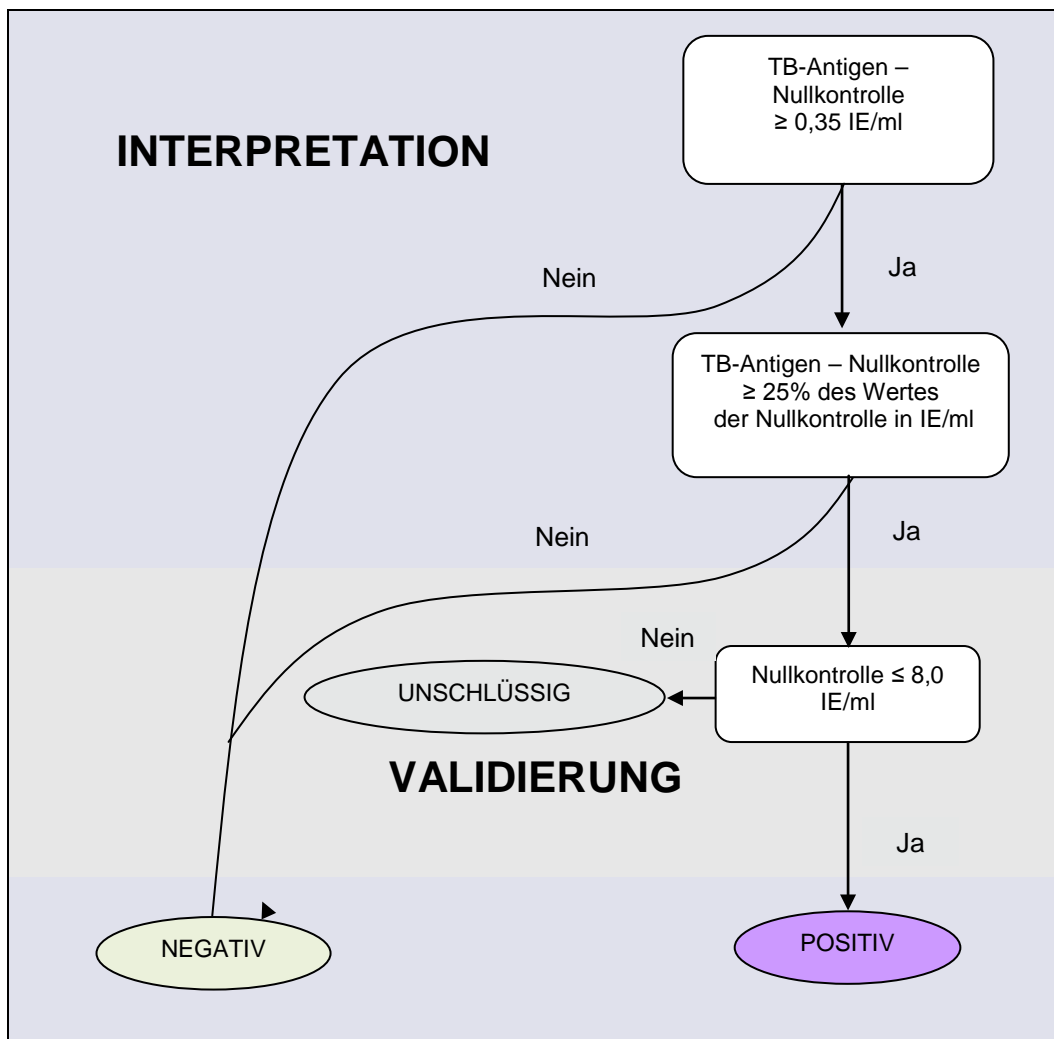 TB-Antigen –
Nullkontrolle
≥ 0,35 IE/ml
INTERPRETATION
Nein
Ja
TB-Antigen – Nullkontrolle
≥ 25% des Wertes
der Nullkontrolle in IE/ml
Nein
Ja
Nein
Nullkontrolle ≤ 8,0
IE/ml
UNSCHLÜSSIG
VALIDIERUNG
Ja
NEGATIV
POSITIV